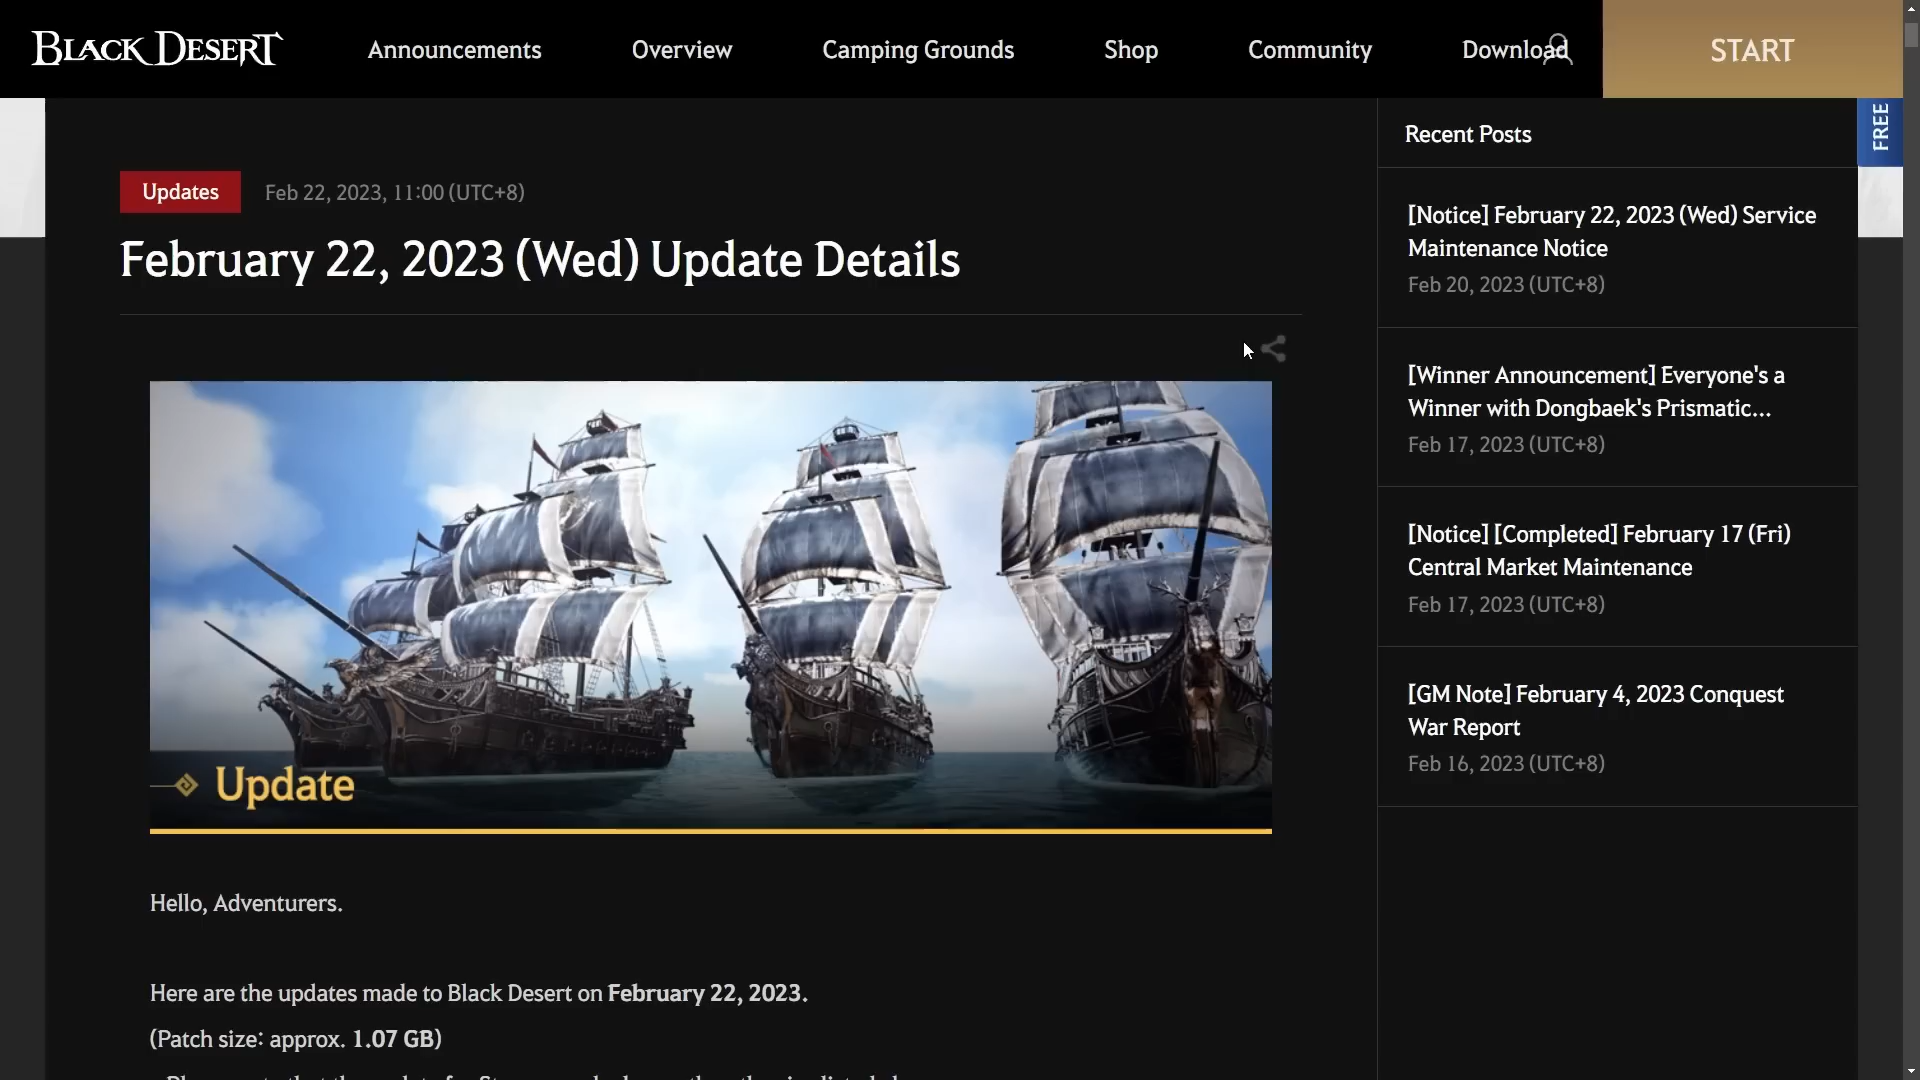 BLACK DESERT
Announcements
Overview
Camping Grounds
Shop
Community
Download
START
FREE
Updates
Feb 22, 2023, 11:00 (UTC+8)
February 22, 2023 (Wed) Update Details
Update
Hello, Adventurers.
Here are the updates made to Black Desert on February 22, 2023.
(Patch size: approx. 1.07 GB)
Recent Posts
[Notice] February 22, 2023 (Wed) Service
Maintenance Notice
Feb 20, 2023 (UTC+8)
[Winner Announcement] Everyone's a
Winner with Dongbaek's Prismatic...
Feb 17, 2023 (UTC+8)
[Notice] [Completed] February 17 (Fri)
Central Market Maintenance
Feb 17, 2023 (UTC+8)
[GM Note] February 4, 2023 Conquest
War Report
Feb 16, 2023 (UTC+8)